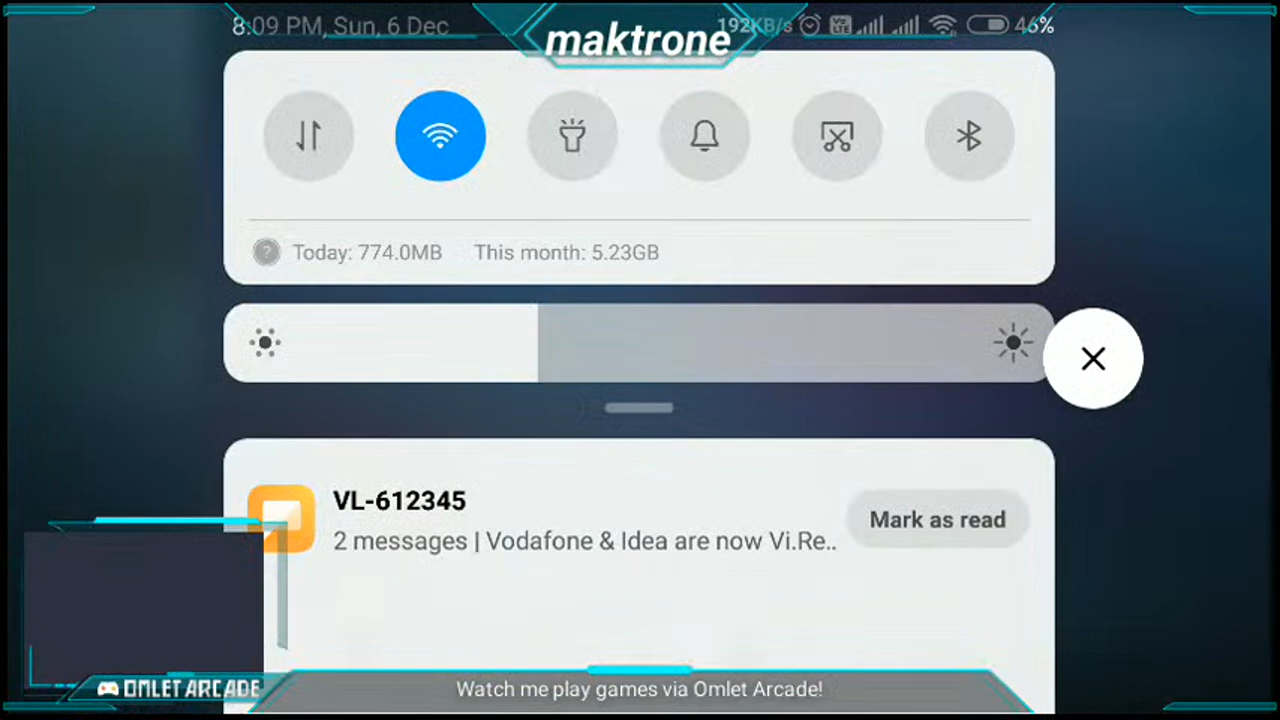 8:09 PM, Sun, 6 Dec
maktrone
192KB/s
46%
Today: 774.0MB This month: 5.23GB
VL-612345
2 messages | Vodafone & Idea are now Vi.Re..
Mark as read
OMLET ARCADE
Watch me play games via Omlet Arcade!